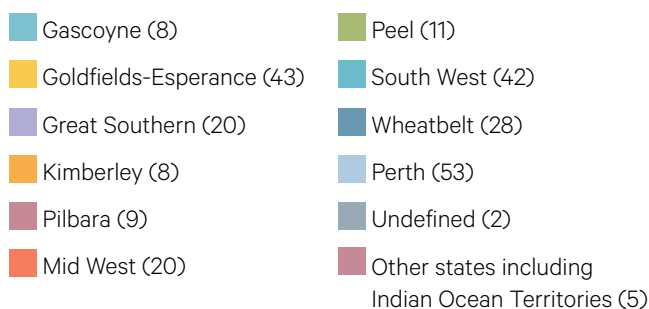 Gascoyne (8)
Goldfields-Esperance (43)
Great Southern (20)
Kimberley (8)
Pilbara (9)
Mid West (20)
Peel (11)
South West (42)
Wheatbelt (28)
Perth (53)
Undefined (2)
Other states including
Indian Ocean Territories (5)